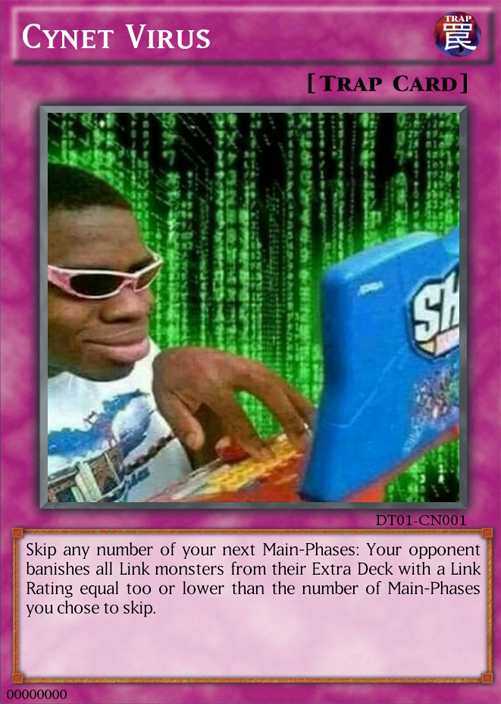 CYNET VIRUS
TRAP
罠
[TRAP CARD]
SH
DT01-CN001
Skip any number of your next Main-Phases: Your opponent
banishes all Link monsters from their Extra Deck with a Link
Rating equal too or lower than the number of Main-Phases
you chose to skip.
00000000